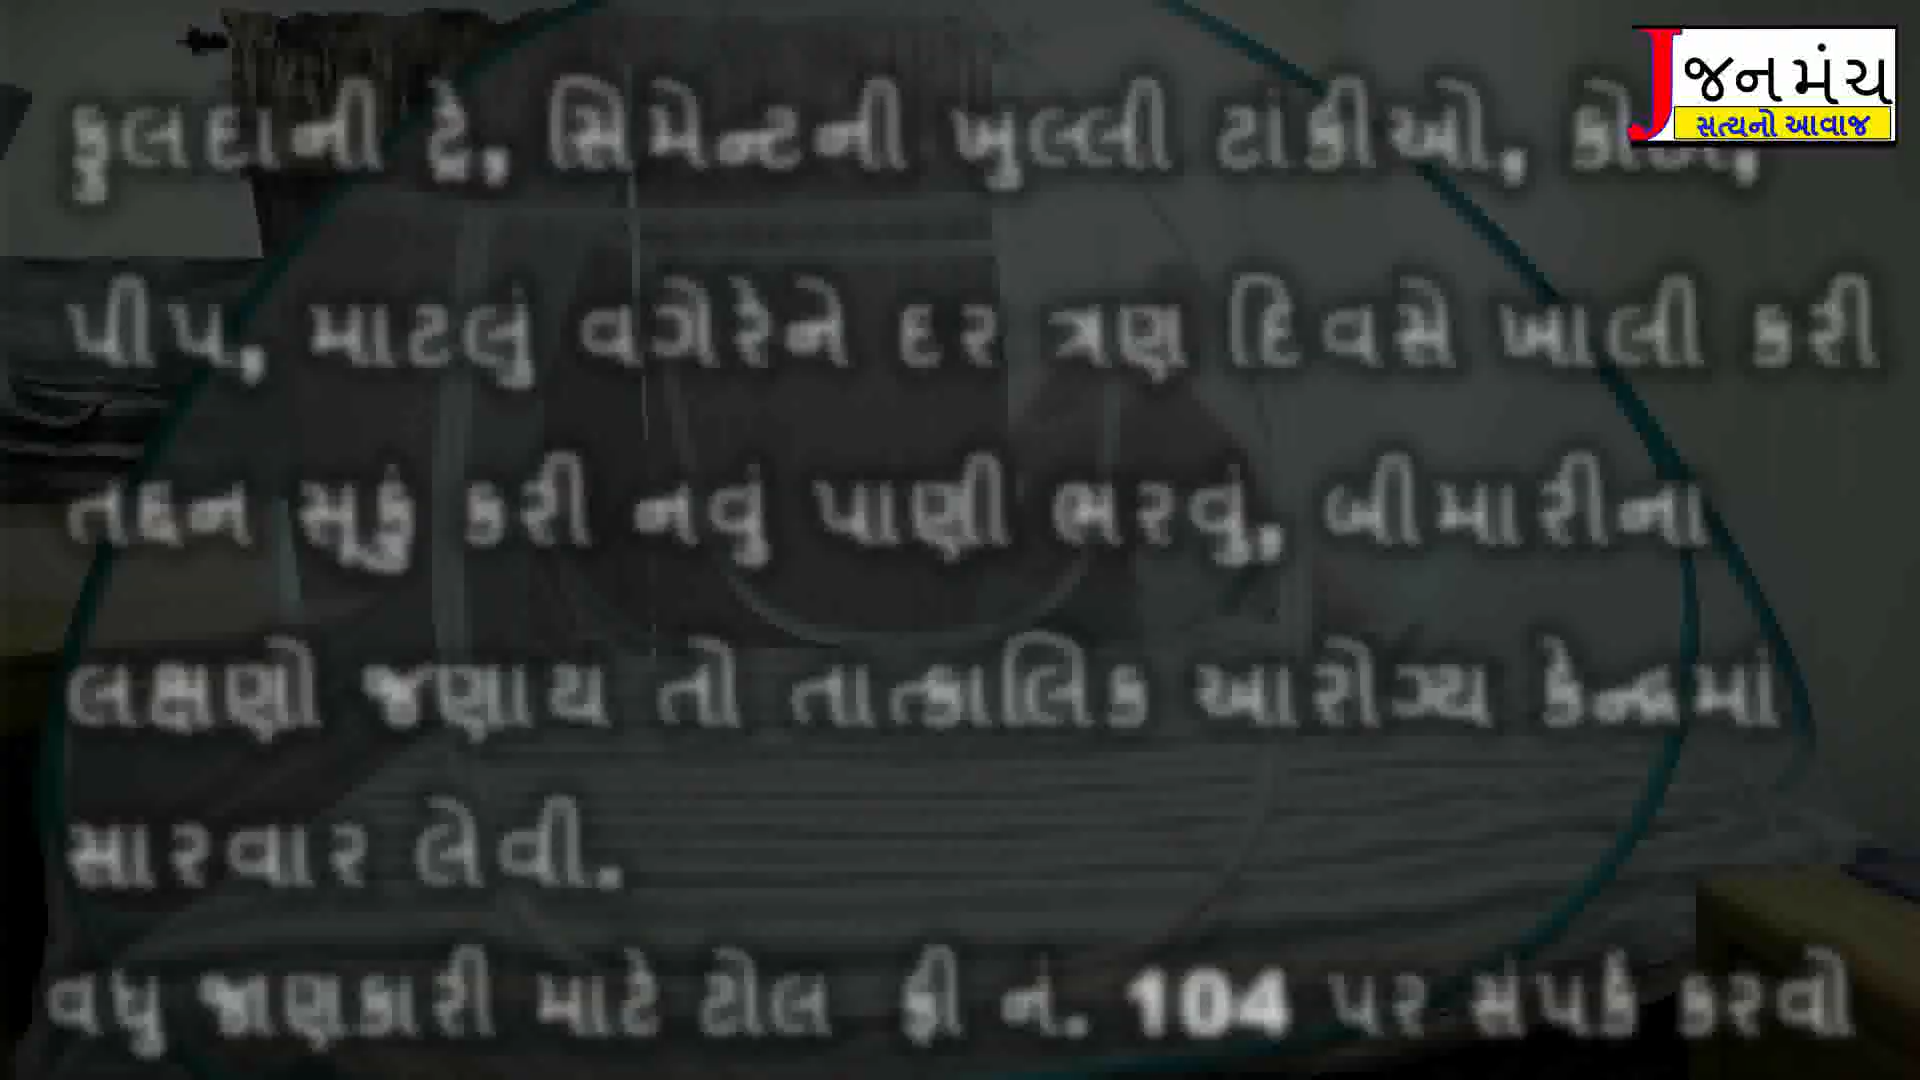 જનમંચ
સત્યનો આવાજ
ફુલદાની ટ્રે, સિમેન્ટની ખુલ્લી ટાંકીઓ,
પીપ, માટલું વગેરેને દર ત્રણ દિવસે ખાલી કરી
તદ્દન સૂકું કરી નવું પાણી ભરવું, બીમારીના
લક્ષણો જણાય તો તાત્કાલિક આરોગ્ય કેન્દ્રમાં
સારવાર લેવી.
વધુ જાણકારી માટે ટોલ ફ્રી નં. 104 પર સંપર્ક કરવો